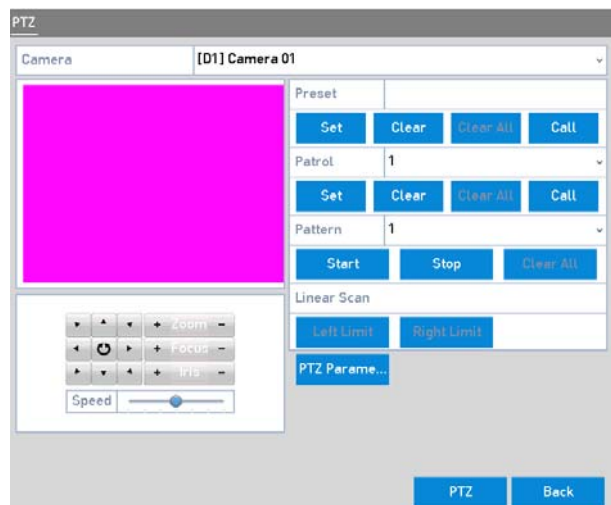 PTZ
Camera [D1] Camera 01
Preset
Set Clear Clear All Call
Patrol 1
Set Clear Clear All Call
Pattern 1
Start Stop Clear All
Linear Scan
Left Limit Right Limit
PTZ Parame...
+ Zoom -
+ Focus -
+ Iris -
Speed
PTZ Back